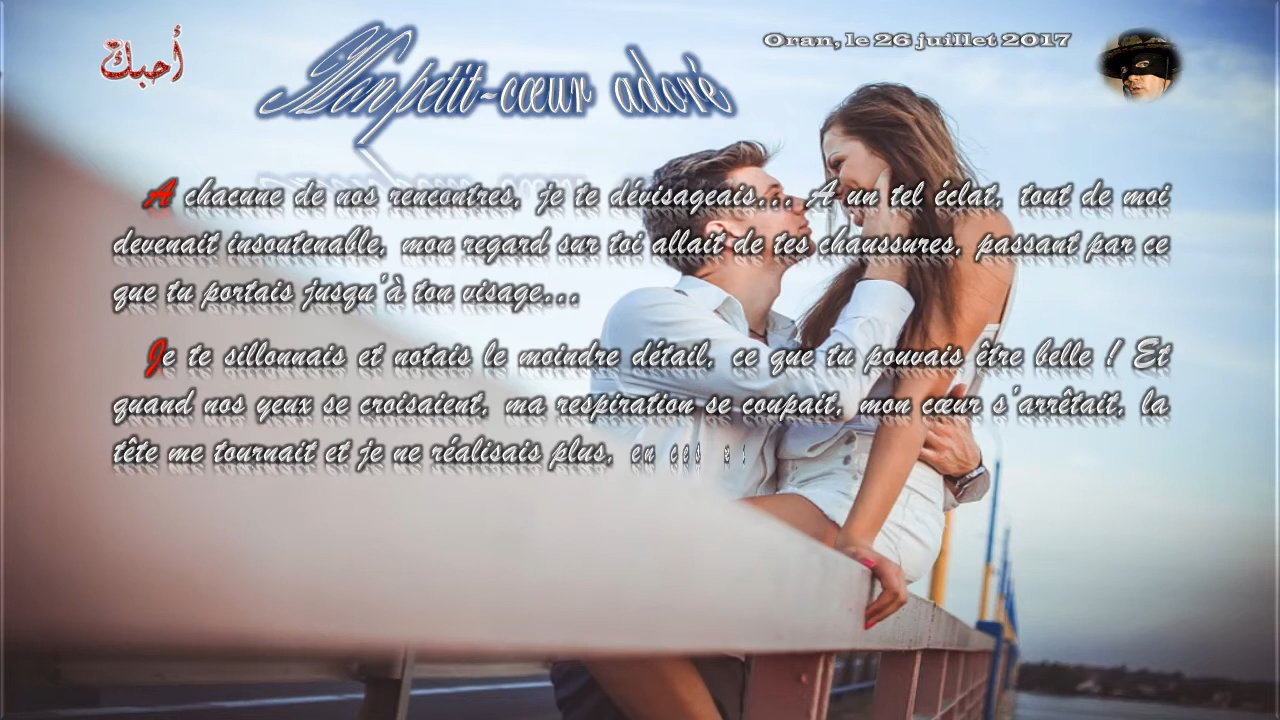 أحبك
Mon petit-cœur adoré
Oran, le 26 juillet 2017
A chacune de nos rencontres, je te dévisageais... A un tel éclat, tout de moi
devenait insoutenable, mon regard sur toi allait de tes chaussures, passant par ce
que tu portais jusqu'à ton visage...
Je te sillonnais et notais le moindre détail, ce que tu pouvais être belle ! Et
quand nos yeux se croisaient, ma respiration se coupait, mon cœur s'arrêtait, la
tête me tournait et je ne réalisais plus, en ces